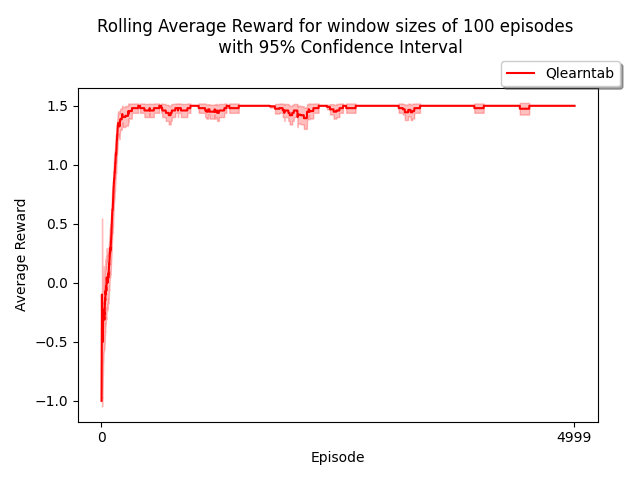 Rolling Average Reward for window sizes of 100 episodes
with 95% Confidence Interval
Qlearntab
1.5
1.0
0.5
0.0
−0.5
−1.0
Average Reward
0
4999
Episode